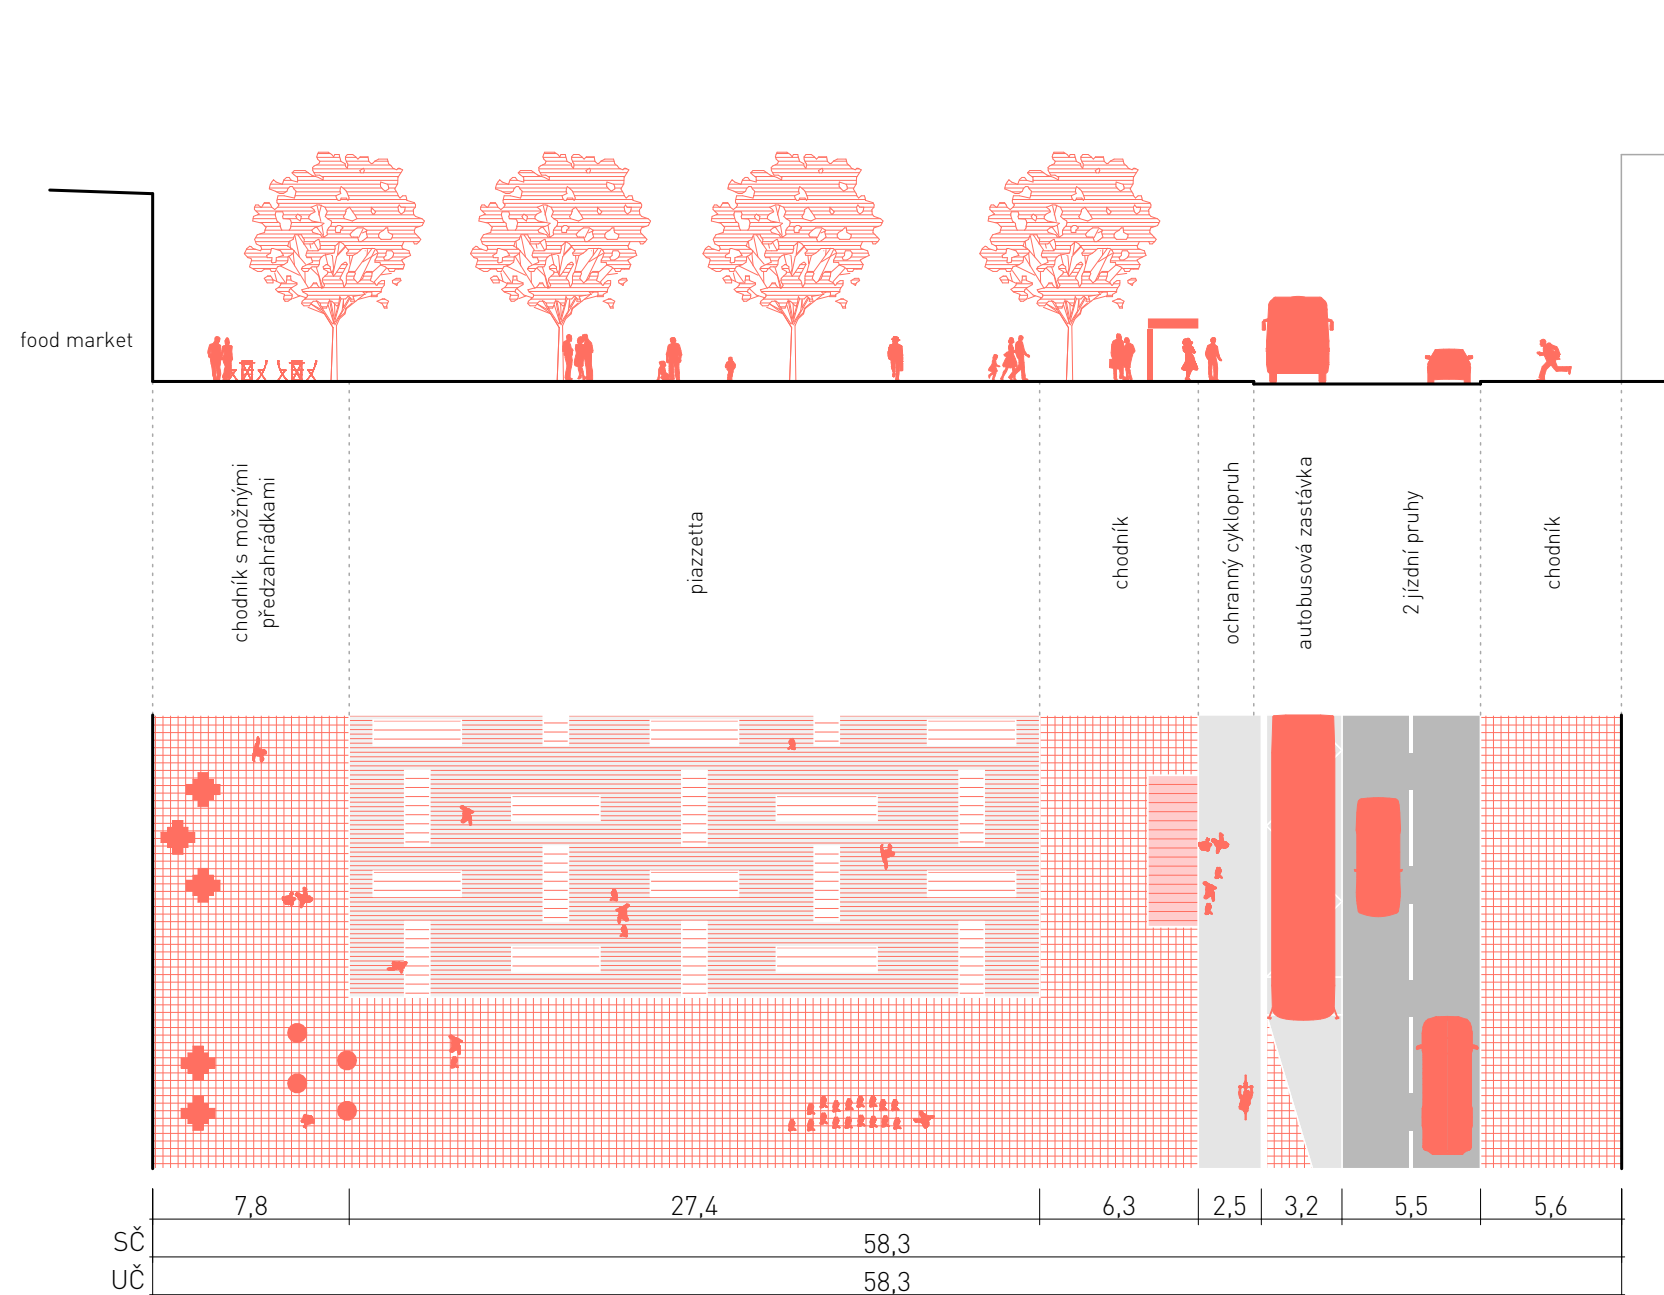 food market
chodník s možnými
předzahrádkami
piazzetta
chodník
ochranný cyklopruh
autobusová zastávka
2 jízdní pruhy
chodník
7,8
27,4
6,3
2,5
3,2
5,5
5,6
SČ
58,3
UČ
58,3